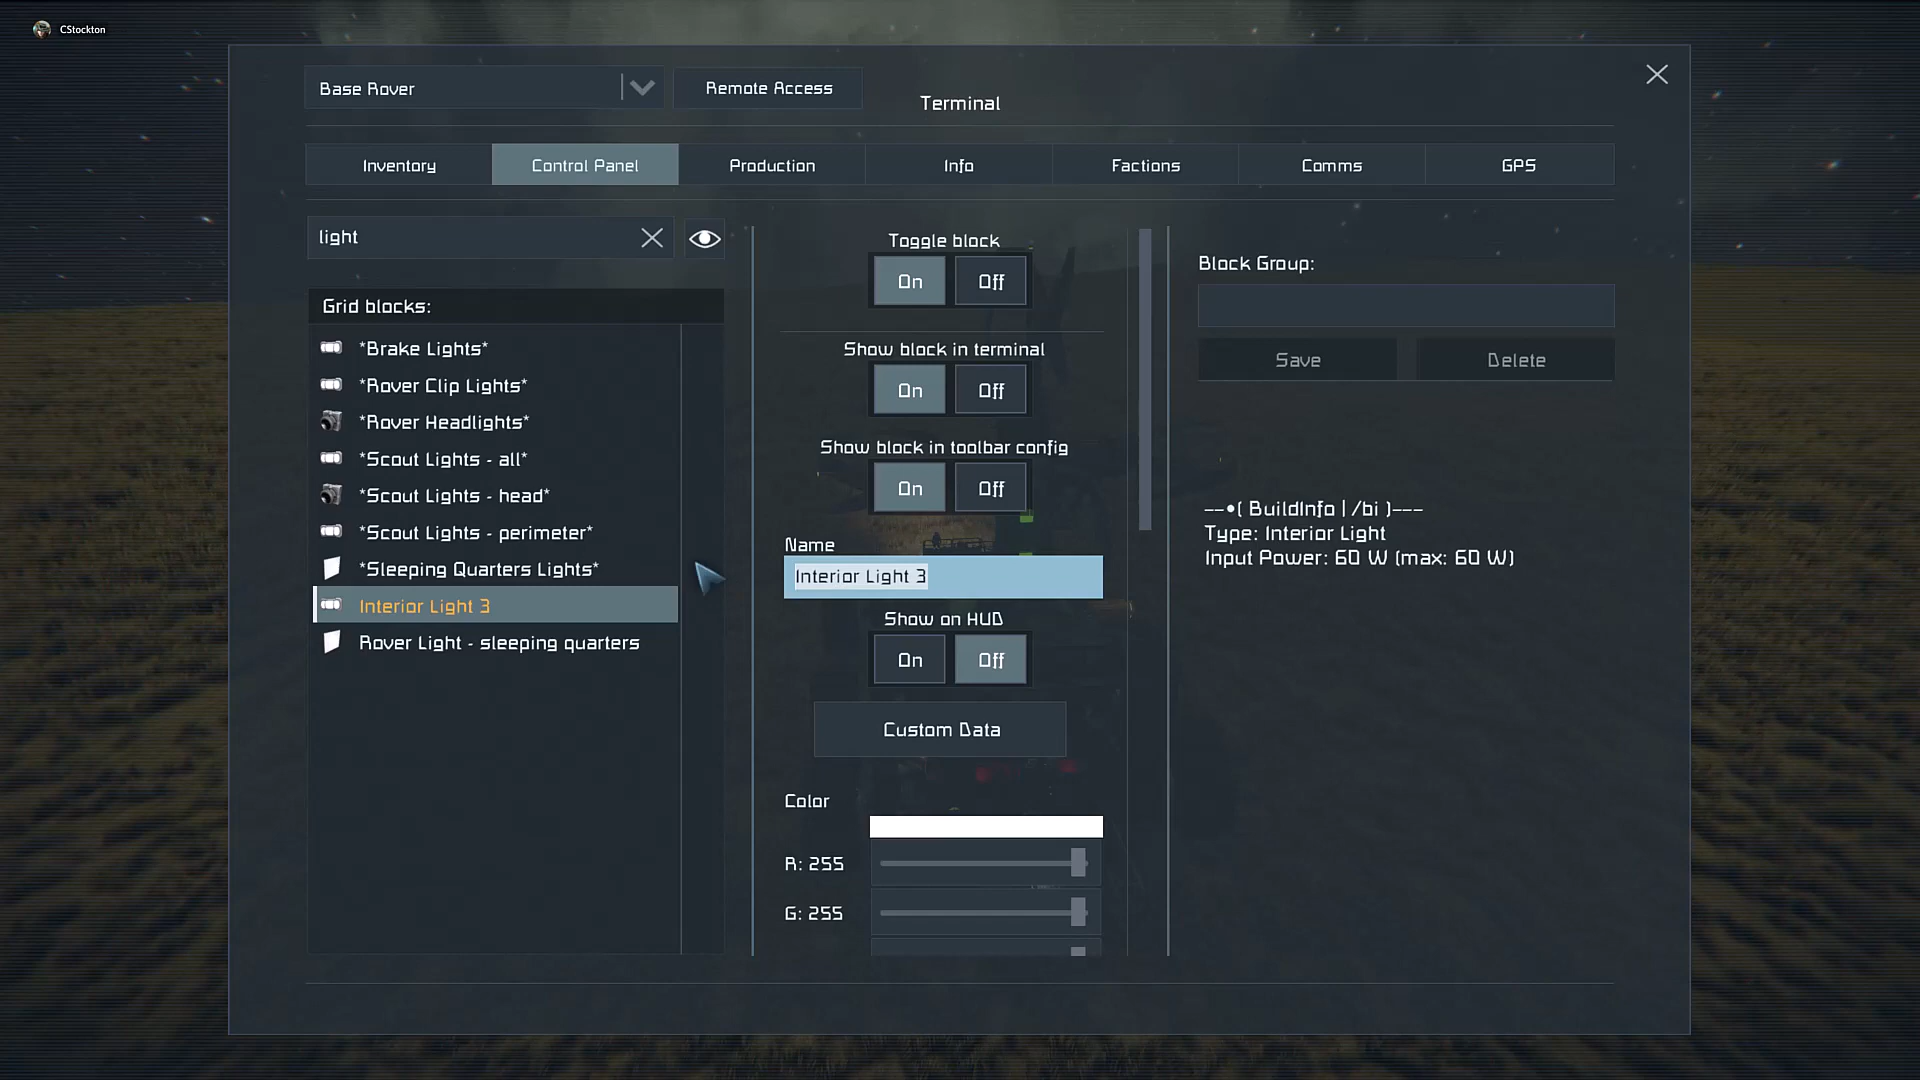 CStockton
Base Rover
Remote Access
Terminal
Inventory
Control Panel
Production
Info
Factions
Comms
GPS
light
Grid blocks:
*Brake Lights*
*Rover Clip Lights*
*Rover Headlights*
*Scout Lights - all*
*Scout Lights - head*
*Scout Lights - perimeter*
*Sleeping Quarters Lights*
Interior Light 3
Rover Light - sleeping quarters
Toggle block
On
Off
Show block in terminal
On
Off
Show block in toolbar config
On
Off
Name
Interior Light 3
Show on HUD
On
Off
Custom Data
Color
R: 255
G: 255
Block Group:
Save
Delete
--•( BuildInfo | /bi )---
Type: Interior Light
Input Power: 60 W (max: 60 W)